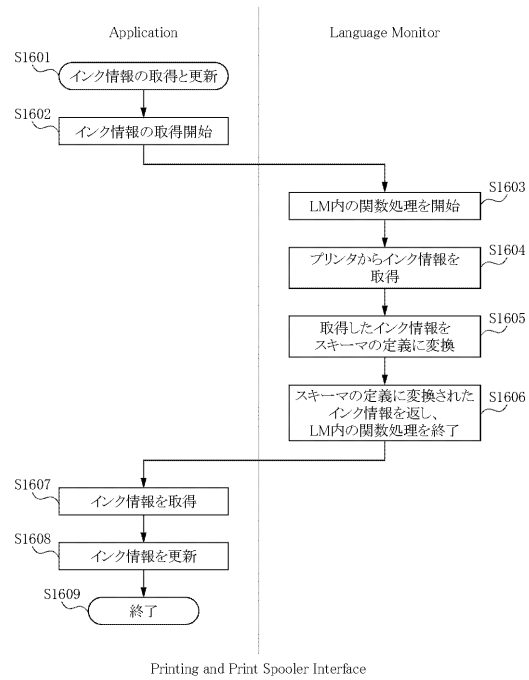 Application
Language Monitor
S1601
インク情報の取得と更新
S1602
インク情報の取得開始
S1603
LM内の関数処理を開始
S1604
プリンタからインク情報を
取得
S1605
取得したインク情報を
スキーマの定義に変換
S1606
スキーマの定義に変換された
インク情報を返し、
LM内の関数処理を終了
S1607
インク情報を取得
S1608
インク情報を更新
S1609
終了
Printing and Print Spooler Interface